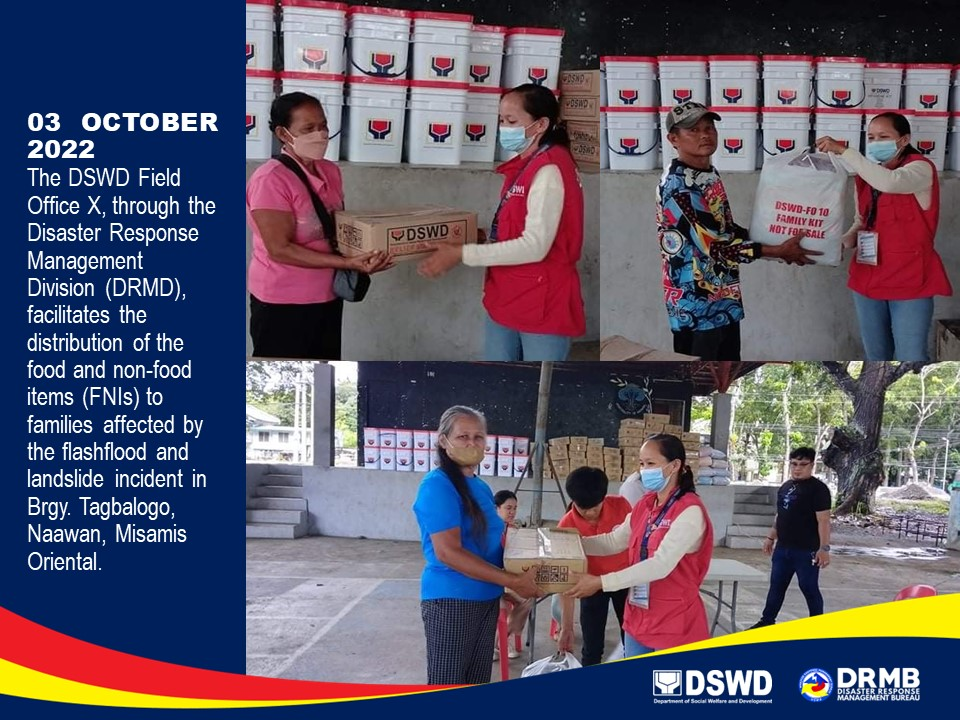 03 OCTOBER
2022
The DSWD Field
Office X, through the
Disaster Response
Management
Division (DRMD),
facilitates the
distribution of the
food and non-food
items (FNIs) to
families affected by
the flashflood and
landslide incident in
Brgy. Tagbalogo,
Naawan, Misamis
Oriental.
DSWD
DSWD
DSWD-FO 10
FAMILY KIT
NOT FOR SALE
DSWD
Department of Social Welfare and Development
DRMB
DISASTER RESPONSE
MANAGEMENT BUREAU